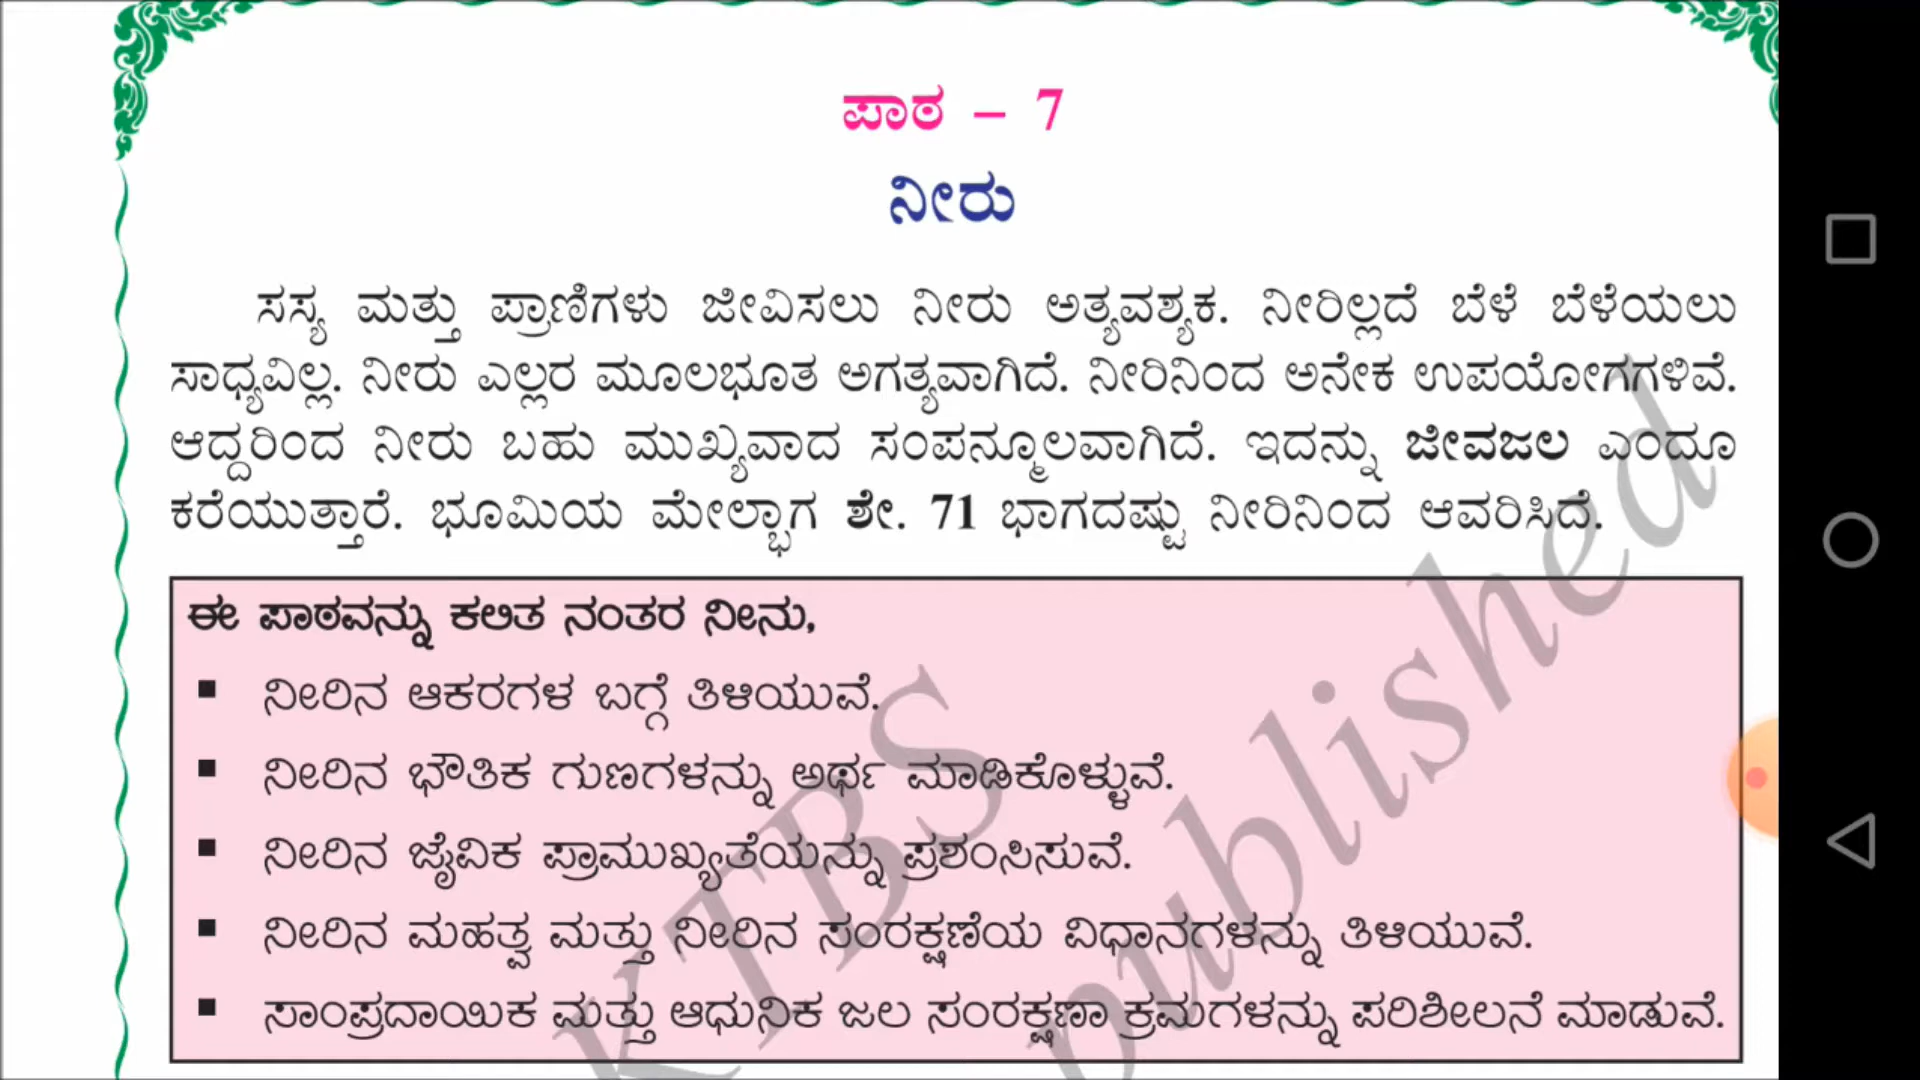 ಪಾಠ – 7
ನೀರು
ಸಸ್ಯ ಮತ್ತು ಪ್ರಾಣಿಗಳು ಜೀವಿಸಲು ನೀರು ಅತ್ಯವಶ್ಯಕ. ನೀರಿಲ್ಲದೆ ಬೆಳೆ ಬೆಳೆಯಲು
ಸಾಧ್ಯವಿಲ್ಲ. ನೀರು ಎಲ್ಲರ ಮೂಲಭೂತ ಅಗತ್ಯವಾಗಿದೆ. ನೀರಿನಿಂದ ಅನೇಕ ಉಪಯೋಗಗಳಿವೆ.
ಆದ್ದರಿಂದ ನೀರು ಬಹು ಮುಖ್ಯವಾದ ಸಂಪನ್ಮೂಲವಾಗಿದೆ. ಇದನ್ನು ಜೀವಜಲ ಎಂದೂ
ಕರೆಯುತ್ತಾರೆ. ಭೂಮಿಯ ಮೇಲ್ಭಾಗ ಶೇ. 71 ಭಾಗದಷ್ಟು ನೀರಿನಿಂದ ಆವರಿಸಿದೆ.
ಈ ಪಾಠವನ್ನು ಕಲಿತ ನಂತರ ನೀನು,
▪ ನೀರಿನ ಆಕರಗಳ ಬಗ್ಗೆ ತಿಳಿಯುವೆ.
▪ ನೀರಿನ ಭೌತಿಕ ಗುಣಗಳನ್ನು ಅರ್ಥ ಮಾಡಿಕೊಳ್ಳುವೆ.
▪ ನೀರಿನ ಜೈವಿಕ ಪ್ರಾಮುಖ್ಯತೆಯನ್ನು ಪ್ರಶಂಸಿಸುವೆ.
▪ ನೀರಿನ ಮಹತ್ವ ಮತ್ತು ನೀರಿನ ಸಂರಕ್ಷಣೆಯ ವಿಧಾನಗಳನ್ನು ತಿಳಿಯುವೆ.
▪ ಸಾಂಪ್ರದಾಯಿಕ ಮತ್ತು ಆಧುನಿಕ ಜಲ ಸಂರಕ್ಷಣಾ ಕ್ರಮಗಳನ್ನು ಪರಿಶೀಲನೆ ಮಾಡುವೆ.
KTBS
published